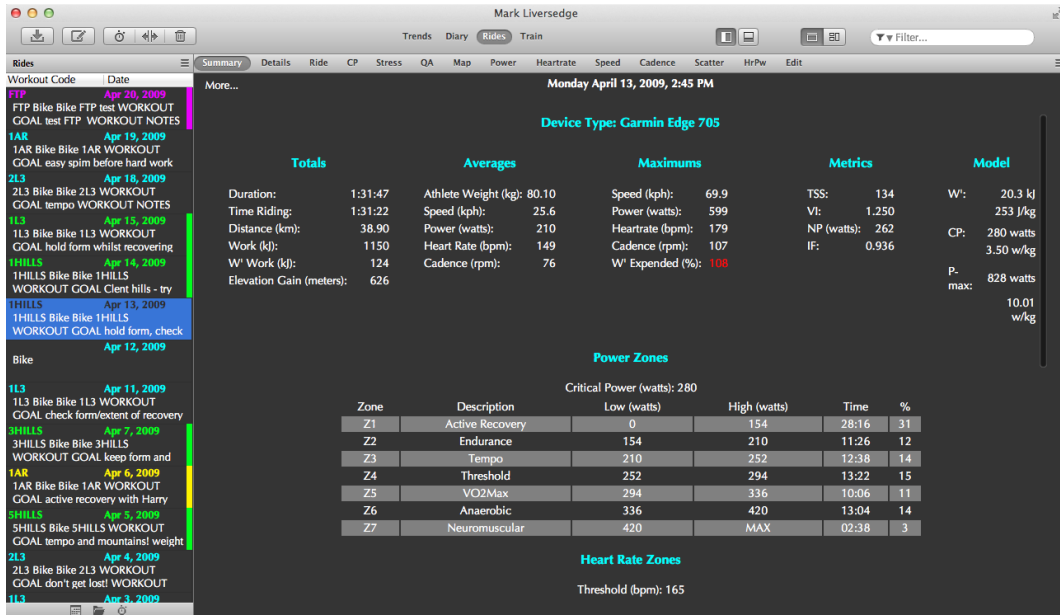 Mark Liversedge
Trends Diary Rides Train
Filter...
Rides
Summary Details Ride CP Stress QA Map Power Heartrate Speed Cadence Scatter HrPw Edit
Workout Code Date
FTP Apr 20, 2009
FTP Bike Bike FTP test WORKOUT
GOAL test FTP WORKOUT NOTES
1AR Apr 19, 2009
1AR Bike Bike 1AR WORKOUT
GOAL easy spim before hard work
2L3 Apr 18, 2009
2L3 Bike Bike 2L3 WORKOUT
GOAL tempo WORKOUT NOTES
1L3 Apr 15, 2009
1L3 Bike Bike 1L3 WORKOUT
GOAL hold form whilst recovering
1HILLS Apr 14, 2009
1HILLS Bike Bike 1HILLS
WORKOUT GOAL Clent hills - try
1HILLS Apr 13, 2009
1HILLS Bike Bike 1HILLS
WORKOUT GOAL hold form, check
Apr 12, 2009
Bike
1L3 Apr 11, 2009
1L3 Bike Bike 1L3 WORKOUT
GOAL check form/extent of recovery
3HILLS Apr 7, 2009
3HILLS Bike Bike 3HILLS
WORKOUT GOAL keep form and
1AR Apr 6, 2009
1AR Bike Bike 1AR WORKOUT
GOAL active recovery with Harry
5HILLS Apr 5, 2009
5HILLS Bike 5HILLS WORKOUT
GOAL tempo and mountains! weight
2L3 Apr 4, 2009
2L3 Bike Bike 2L3 WORKOUT
GOAL don't get lost! WORKOUT
1L3 Apr 3, 2009
More...
Monday April 13, 2009, 2:45 PM
Device Type: Garmin Edge 705
Totals
Duration: 1:31:47
Time Riding: 1:31:22
Distance (km): 38.90
Work (kJ): 1150
W' Work (kJ): 124
Elevation Gain (meters): 626
Averages
Athlete Weight (kg): 80.10
Speed (kph): 25.6
Power (watts): 210
Heart Rate (bpm): 149
Cadence (rpm): 76
Maximums
Speed (kph): 69.9
Power (watts): 599
Heartrate (bpm): 179
Cadence (rpm): 107
W' Expended (%): 108
Metrics
TSS: 134
VI: 1.250
NP (watts): 262
IF: 0.936
Model
W': 20.3 kJ
253 J/kg
CP: 280 watts
3.50 w/kg
P-
max: 828 watts
10.01
w/kg
Power Zones
Critical Power (watts): 280
Zone Description Low (watts) High (watts) Time %
Z1 Active Recovery 0 154 28:16 31
Z2 Endurance 154 210 11:26 12
Z3 Tempo 210 252 12:38 14
Z4 Threshold 252 294 13:22 15
Z5 VO2Max 294 336 10:06 11
Z6 Anaerobic 336 420 13:04 14
Z7 Neuromuscular 420 MAX 02:38 3
Heart Rate Zones
Threshold (bpm): 165